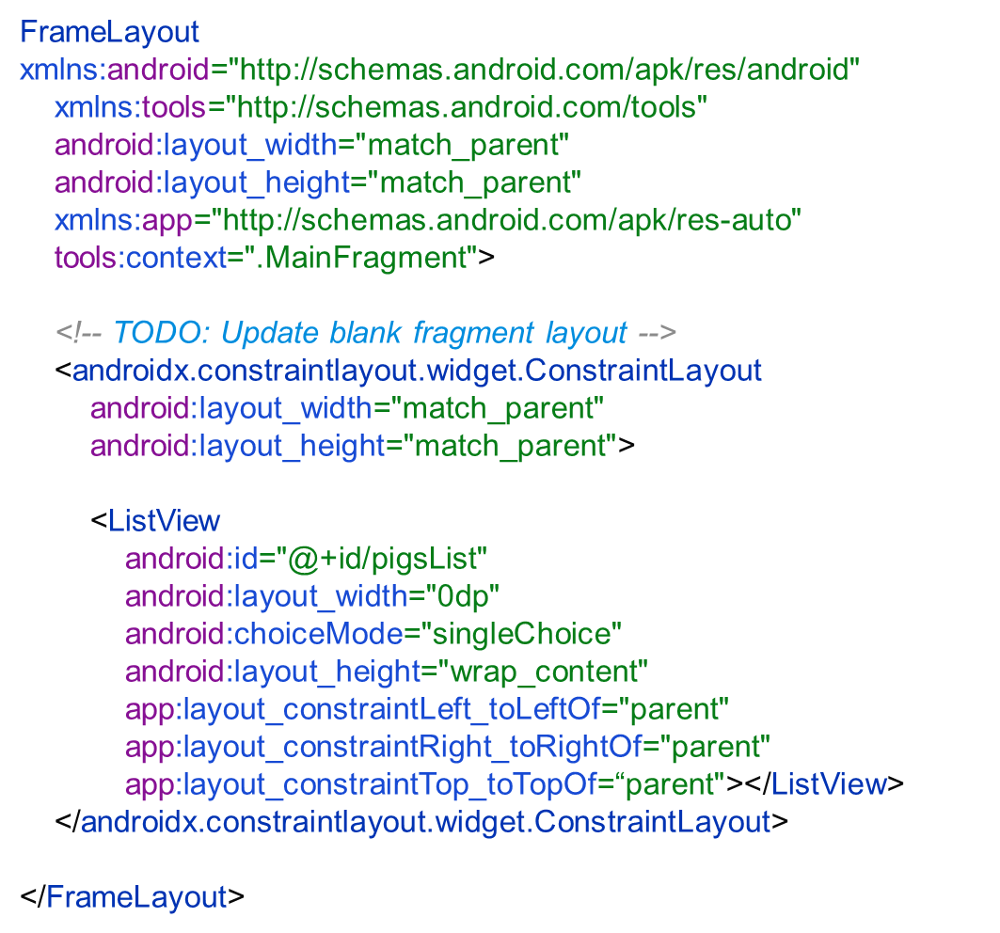 FrameLayout
xmlns:android="http://schemas.android.com/apk/res/android"
    xmlns:tools="http://schemas.android.com/tools"
    android:layout_width="match_parent"
    android:layout_height="match_parent"
    xmlns:app="http://schemas.android.com/apk/res-auto"
    tools:context=".MainFragment">

    <!-- TODO: Update blank fragment layout -->
    <androidx.constraintlayout.widget.ConstraintLayout
        android:layout_width="match_parent"
        android:layout_height="match_parent">

        <ListView
            android:id="@+id/pigsList"
            android:layout_width="0dp"
            android:choiceMode="singleChoice"
            android:layout_height="wrap_content"
            app:layout_constraintLeft_toLeftOf="parent"
            app:layout_constraintRight_toRightOf="parent"
            app:layout_constraintTop_toTopOf=“parent"></ListView>
    </androidx.constraintlayout.widget.ConstraintLayout>

</FrameLayout>